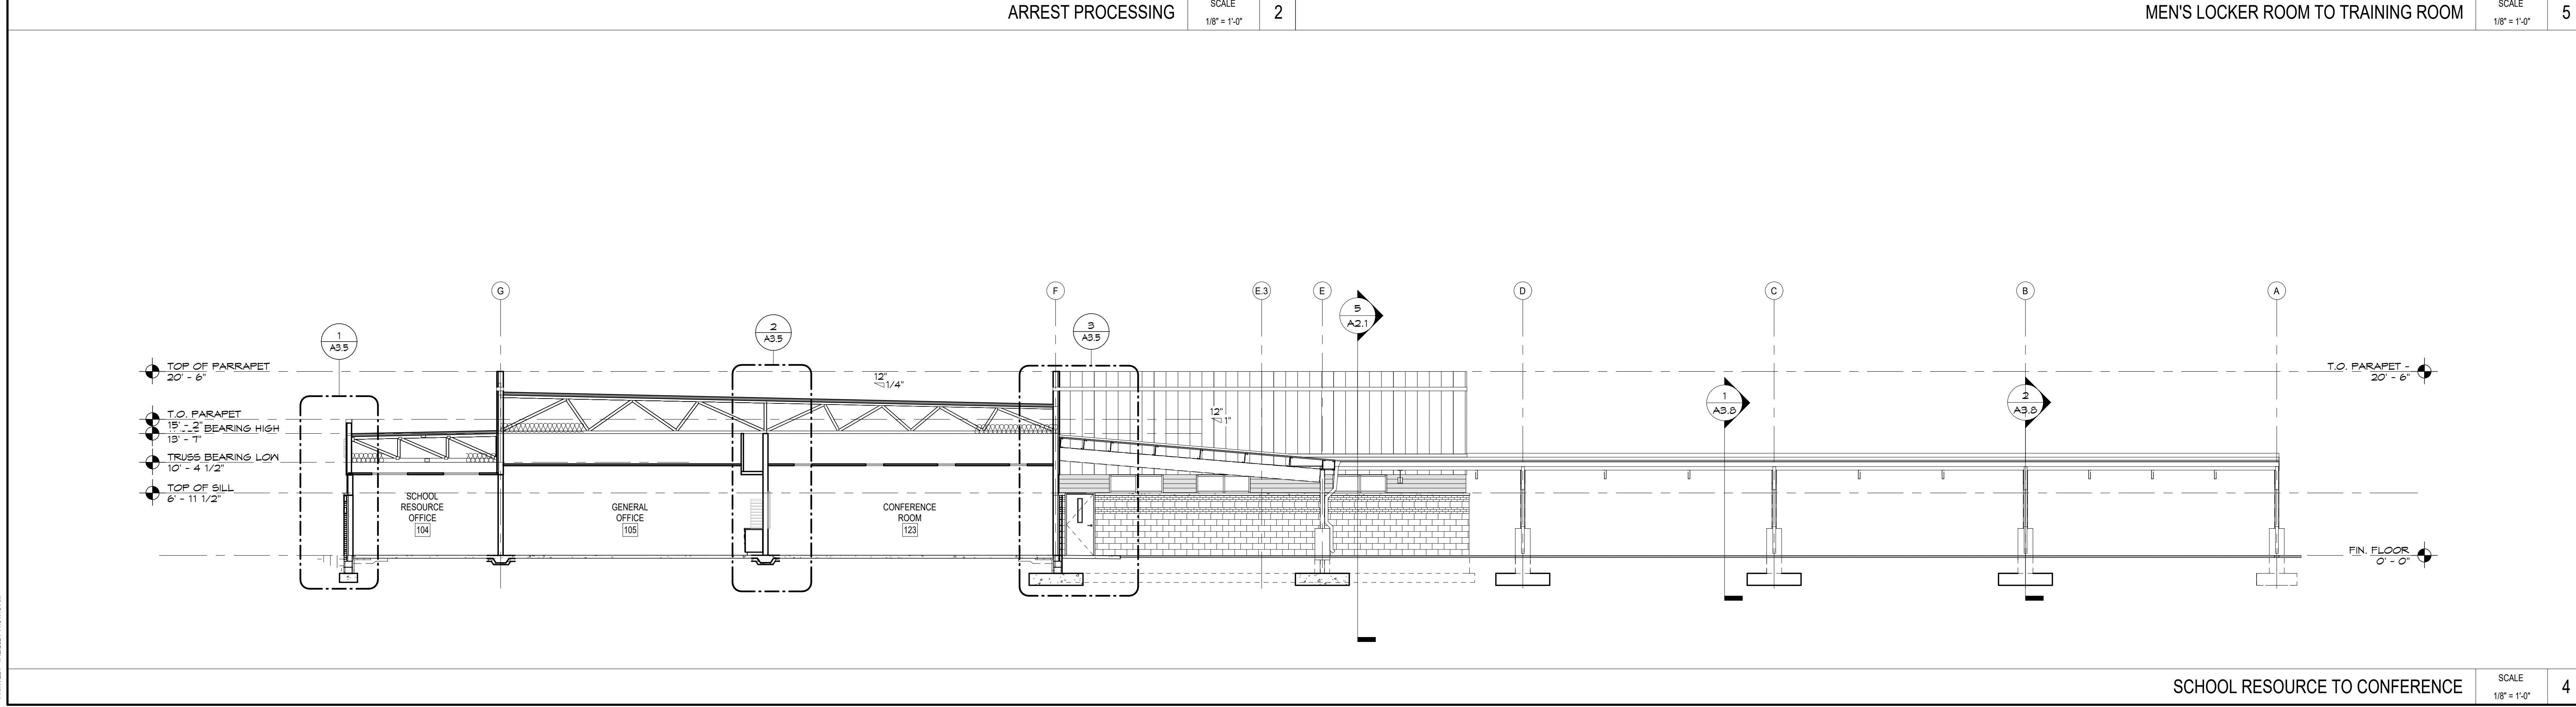 ARREST PROCESSING
SCALE
1/8" = 1'-0"
2
MEN'S LOCKER ROOM TO TRAINING ROOM
SCALE
1/8" = 1'-0"
5
G
F
E.3
E
D
C
B
A
5
A2.1
1
A3.5
2
A3.5
3
A3.5
TOP OF PARRAPET
20' - 6"
T.O. PARAPET -
20' - 6"
12"
1/4"
1
A3.8
2
A3.8
T.O. PARAPET
15' - 2"
BEARING HIGH
13' - 7"
12"
1"
TRUSS BEARING LOW
10' - 4 1/2"
TOP OF SILL
6' - 11 1/2"
SCHOOL
RESOURCE
OFFICE
104
GENERAL
OFFICE
105
CONFERENCE
ROOM
123
FIN. FLOOR
0' - 0"
SCHOOL RESOURCE TO CONFERENCE
SCALE
1/8" = 1'-0"
4